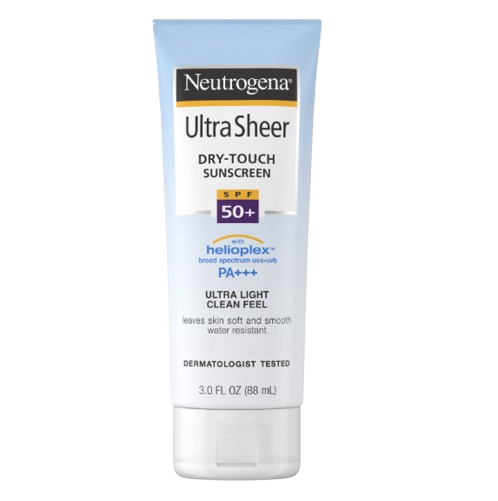 Neutrogena®
Ultra Sheer
DRY-TOUCH
SUNSCREEN
SPF
50+
with
helioplex™
broad spectrum uva-uvb
PA+++
ULTRA LIGHT
CLEAN FEEL
leaves skin soft and smooth
water resistant
DERMATOLOGIST TESTED
3.0 FL OZ (88 mL)